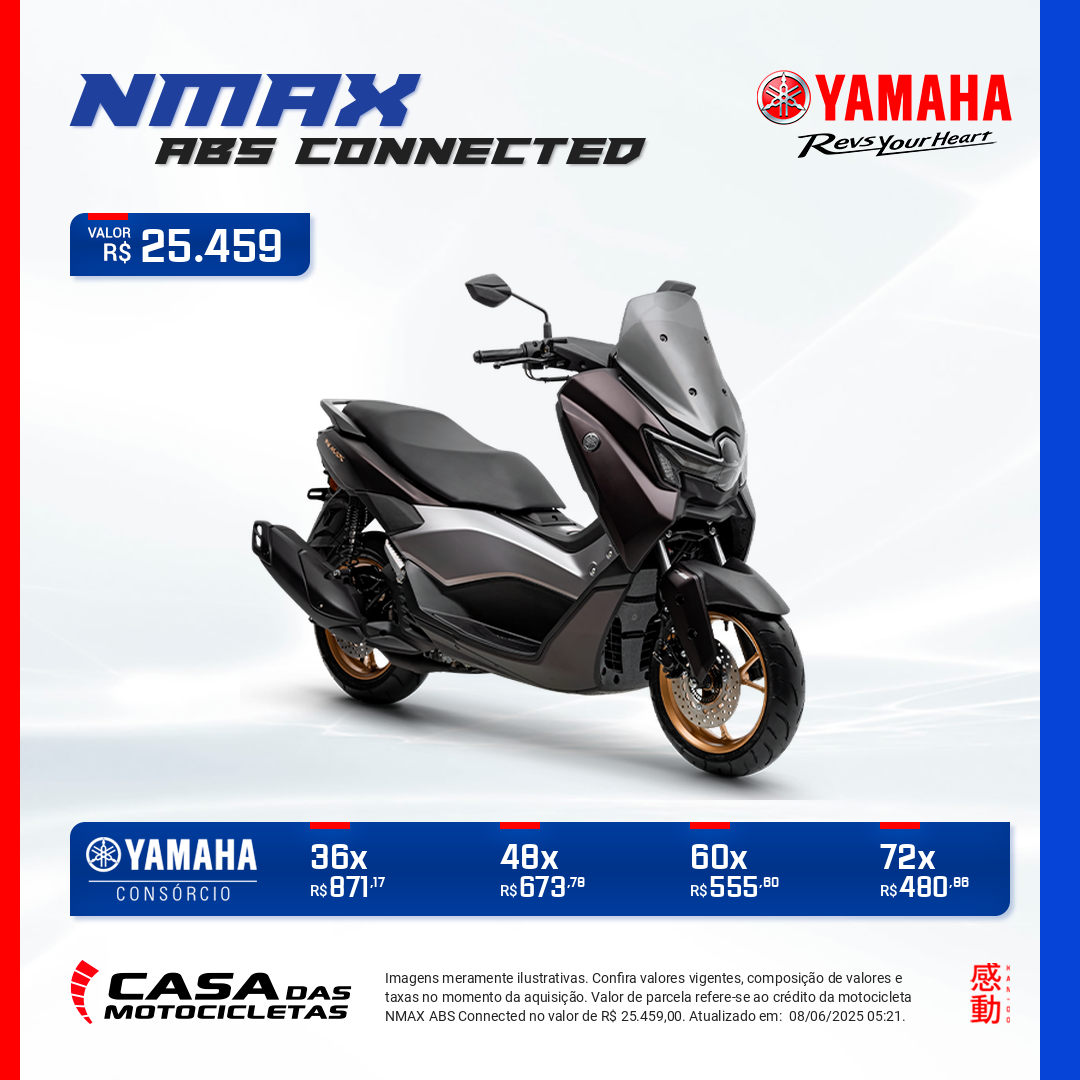 NMAX
ABS CONNECTED
YAMAHA
Revs Your Heart
VALOR
R$ 25.459
YAMAHA
CONSÓRCIO
36x
R$871,17
48x
R$673,78
60x
R$555,60
72x
R$480,86
CASA DAS
MOTOCICLETAS
Imagens meramente ilustrativas. Confira valores vigentes, composição de valores e
taxas no momento da aquisição. Valor de parcela refere-se ao crédito da motocicleta
NMAX ABS Connected no valor de R$ 25.459,00. Atualizado em: 08/06/2025 05:21.
感動